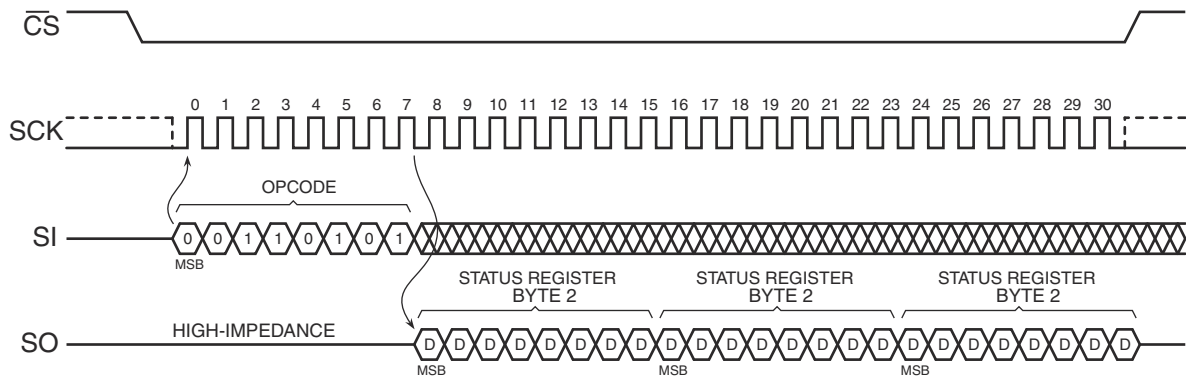 CS
SCK
0 1 2 3 4 5 6 7 8 9 10 11 12 13 14 15 16 17 18 19 20 21 22 23 24 25 26 27 28 29 30
OPCODE
SI
0 0 1 1 0 1 0 1
MSB
STATUS REGISTER
BYTE 2
STATUS REGISTER
BYTE 2
STATUS REGISTER
BYTE 2
SO
HIGH-IMPEDANCE
D D D D D D D D D D D D D D D D D D D D D D D D
MSB MSB MSB